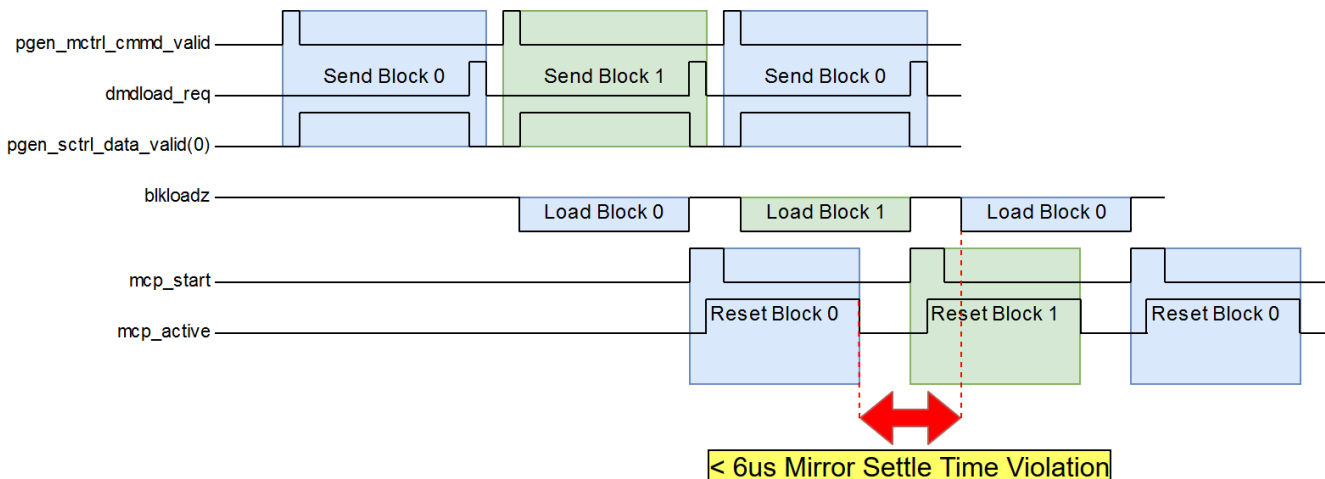 pgen_mctrl_cmmd_valid
Send Block 0 Send Block 1 Send Block 0
dmdload_req
pgen_sctrl_data_valid(0)
blkloadz
Load Block 0 Load Block 1 Load Block 0
mcp_start
Reset Block 0 Reset Block 1 Reset Block 0
mcp_active
< 6us Mirror Settle Time Violation